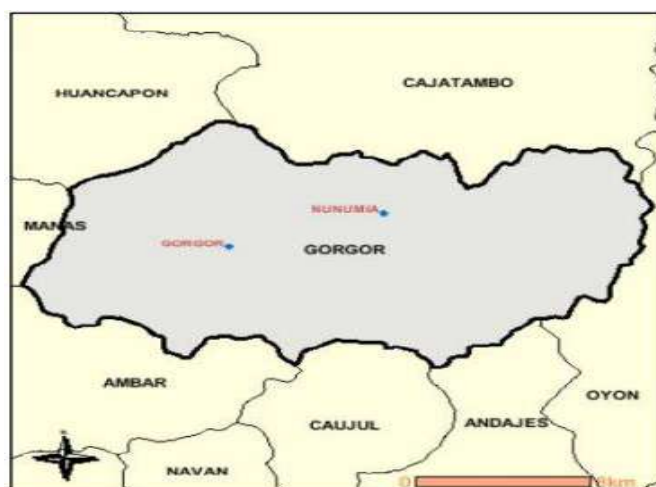 CAJATAMBO
HUANCAPON
NUNUMIA
MANAS
GORGOR
GORGOR
AMBAR
OYON
CAUJUL
ANDAJES
NAVAN
0 8km